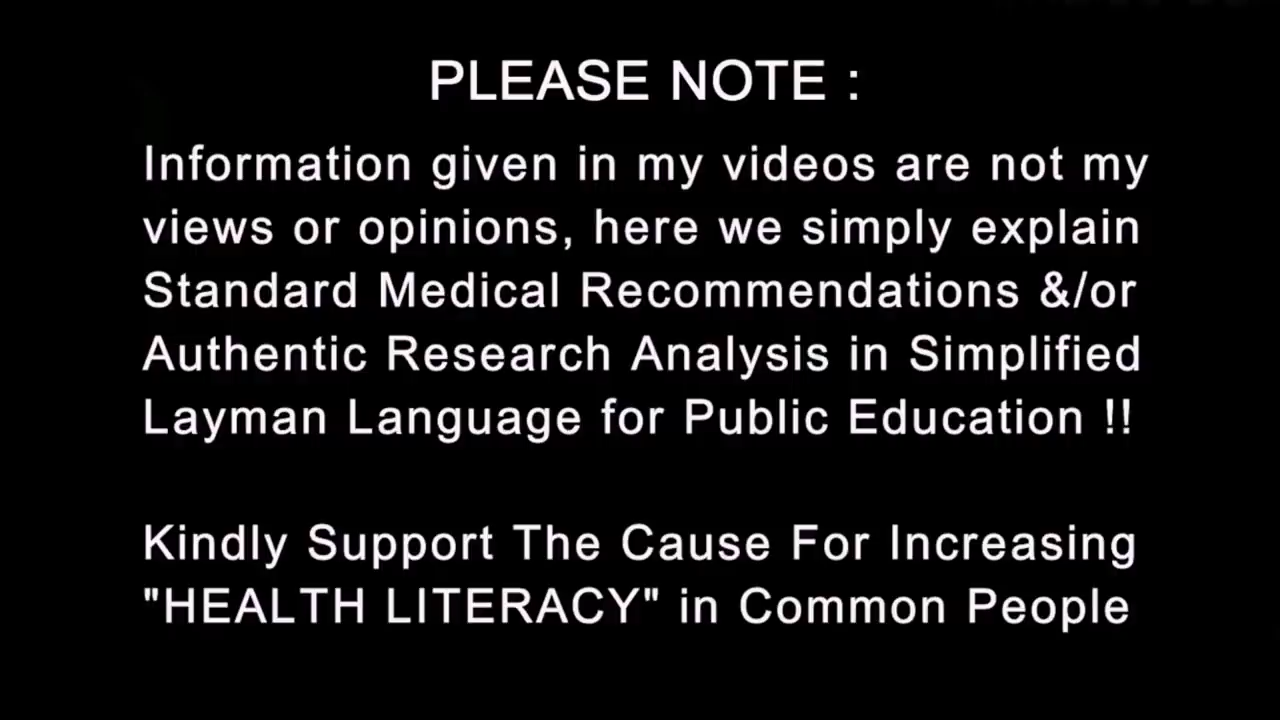 PLEASE NOTE :
Information given in my videos are not my
views or opinions, here we simply explain
Standard Medical Recommendations &/or
Authentic Research Analysis in Simplified
Layman Language for Public Education !!
Kindly Support The Cause For Increasing
"HEALTH LITERACY" in Common People